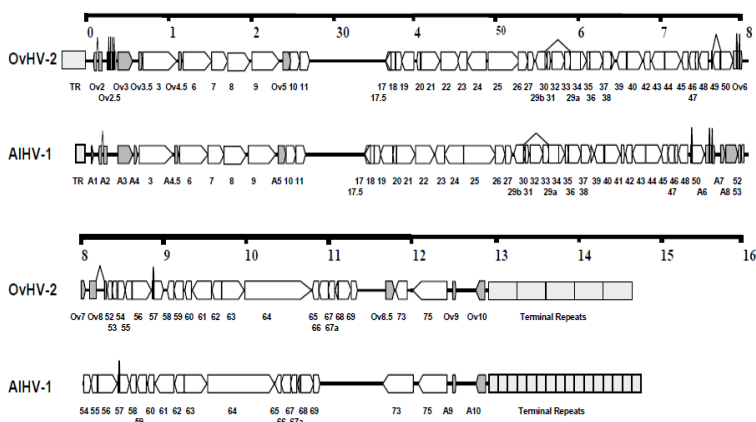 0 1 2 30 4 50 6 7 8
OvHV-2
TR Ov2 Ov3 Ov3.5 3 Ov4.5 6 7 8 9 Ov5 10 11 17 18 19 20 21 22 23 24 25 26 27 30 32 33 34 35 37 39 40 42 43 44 45 46 48 49 50 Ov6
Ov2.5 17.5 29b 31 29a 36 38 47
AlHV-1
TR A1 A2 A3 A4 3 A4.5 6 7 8 9 A5 10 11 17 18 19 20 21 22 23 24 25 26 27 30 32 33 34 35 37 39 40 41 42 43 44 45 46 48 50 A7 52
17.5 29b 31 29a 36 38 47 A6 A8 53
8 9 10 11 12 13 14 15 16
OvHV-2
Ov7 Ov8 52 54 56 57 58 59 60 61 62 63 64 65 67 68 69 Ov8.5 73 75 Ov9 Ov10 Terminal Repeats
53 55 66 67a
AlHV-1
54 55 56 57 58 60 61 62 63 64 65 67 68 69 73 75 A9 A10 Terminal Repeats
59 66 67a